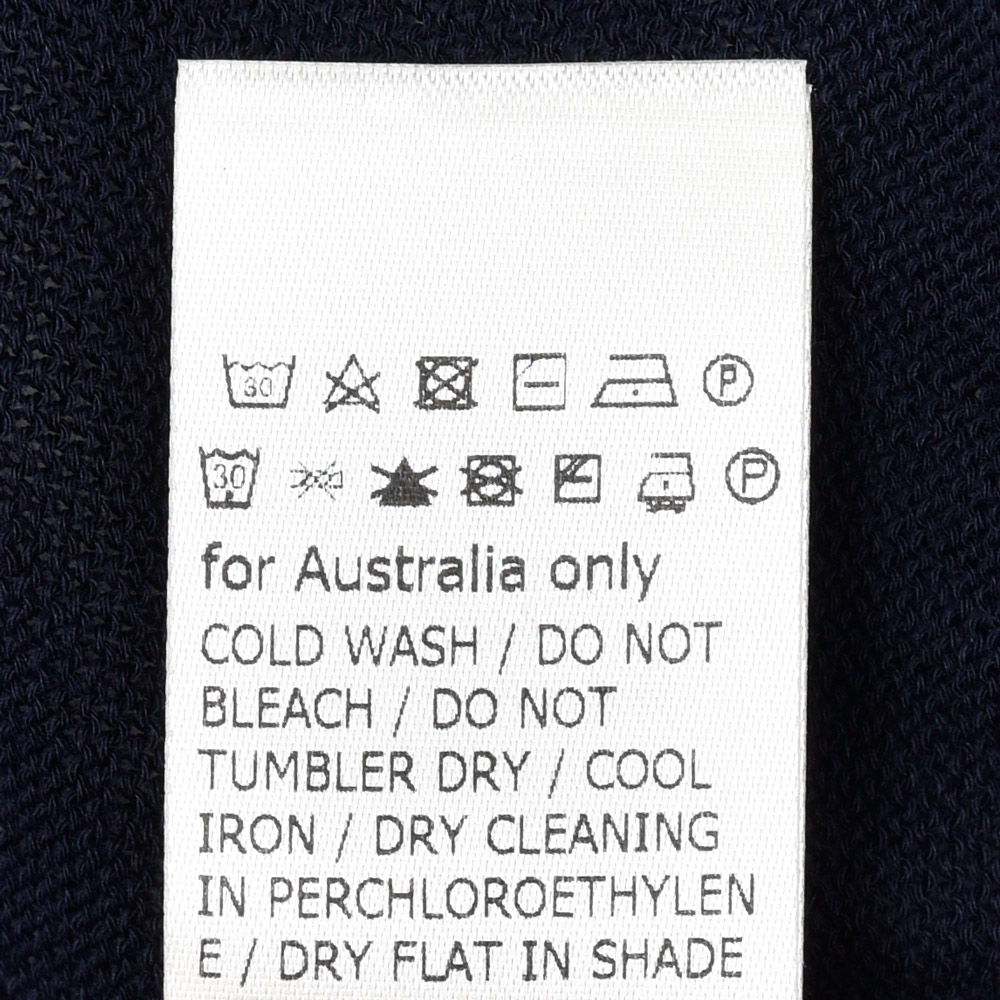 30 P
30 P
for Australia only
COLD WASH / DO NOT
BLEACH / DO NOT
TUMBLER DRY / COOL
IRON / DRY CLEANING
IN PERCHLOROETHYLEN
E / DRY FLAT IN SHADE